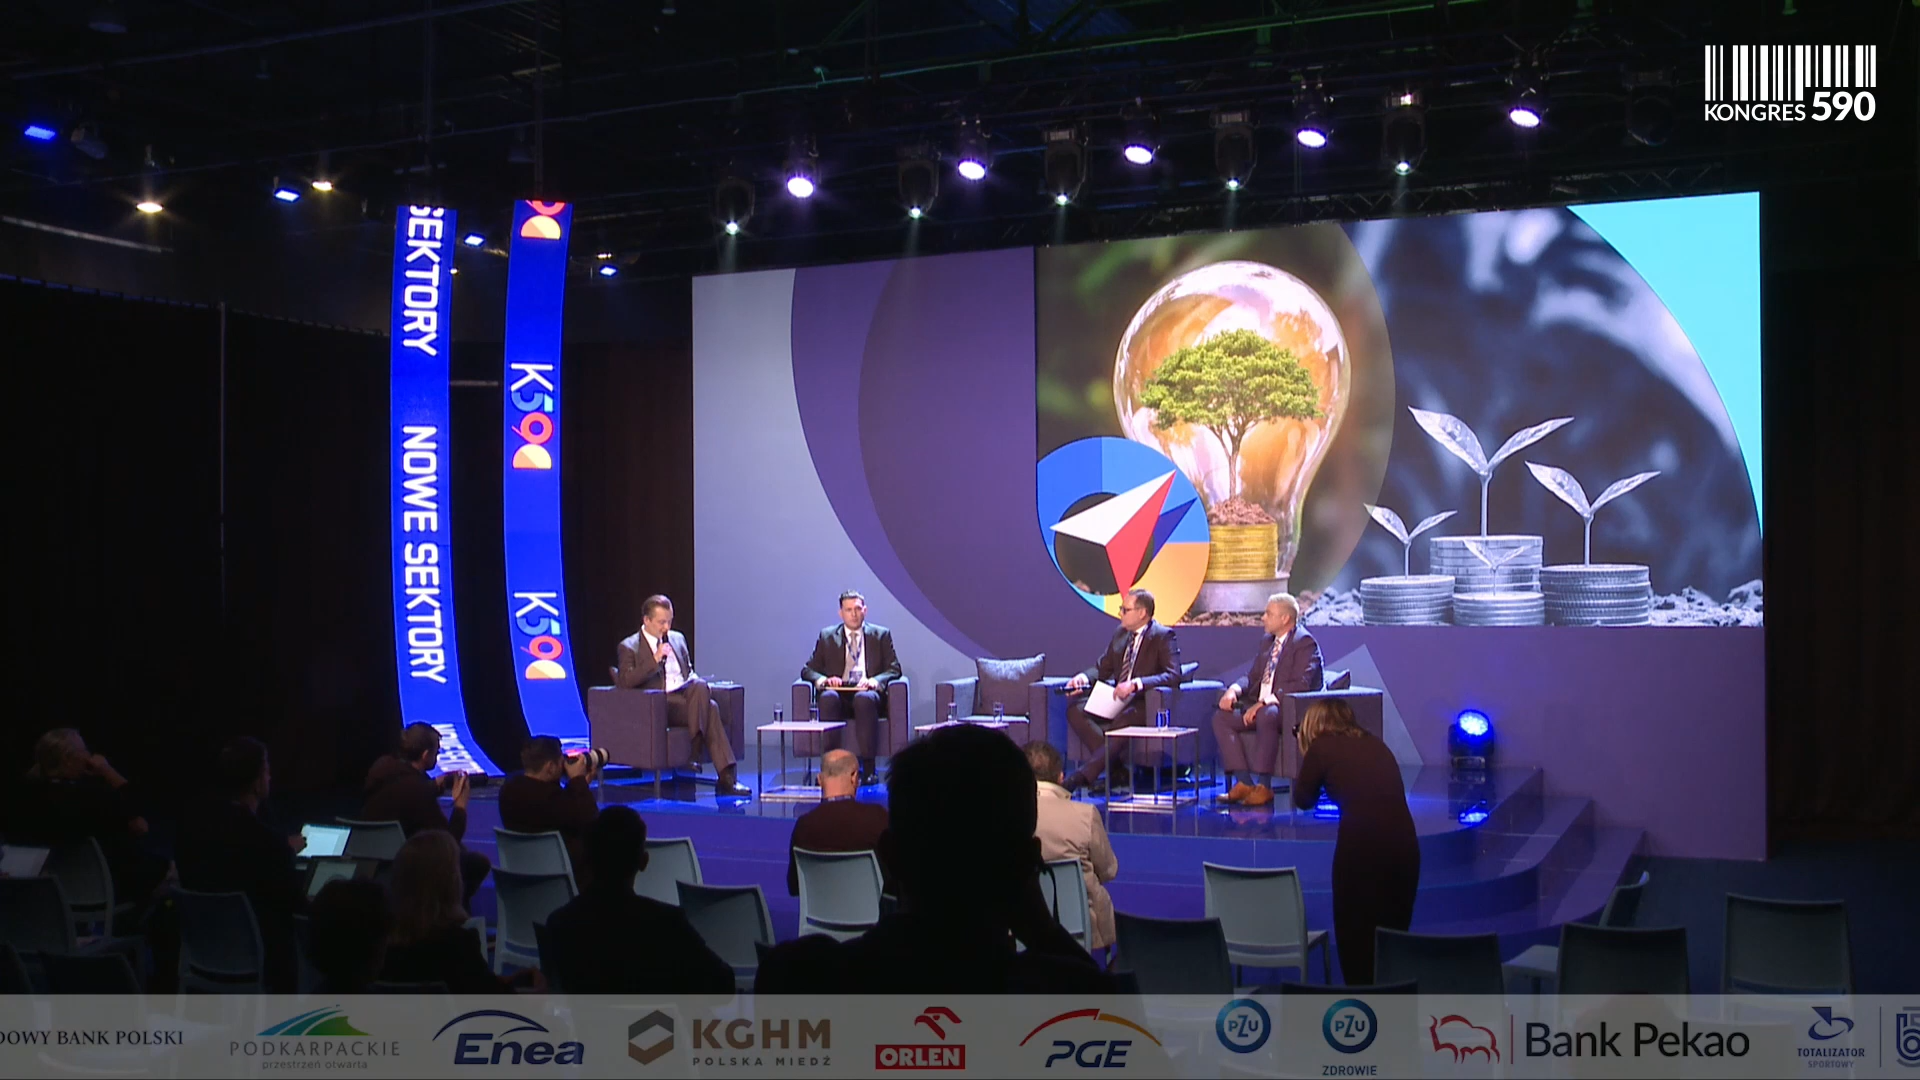 KONGRES 590
SEKTORY
NOWE SEKTORY
K590
K590
BANK POLSKI
PODKARPACKIE
przestrzeń otwarta
Enea
KGHM
POLSKA MIEDŹ
ORLEN
PGE
PZU
PZU
ZDROWIE
Bank Pekao
TOTALIZATOR
SPORTOWY